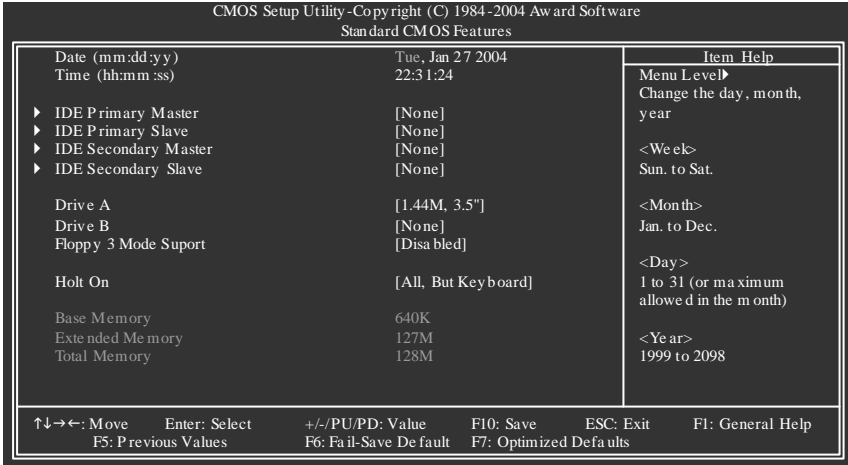 CMOS Setup Utility-Copyright (C) 1984-2004 Award Software
Standard CMOS Features
Date (mm:dd:yy) Tue, Jan 27 2004
Time (hh:mm:ss) 22:31:24
IDE Primary Master [None]
IDE Primary Slave [None]
IDE Secondary Master [None]
IDE Secondary Slave [None]
Drive A [1.44M, 3.5"]
Drive B [None]
Floppy 3 Mode Suport [Disabled]
Holt On [All, But Keyboard]
Base Memory 640K
Extended Memory 127M
Total Memory 128M
Item Help
Menu Level▶
Change the day, month,
year
<Week>
Sun. to Sat.
<Month>
Jan. to Dec.
<Day>
1 to 31 (or maximum
allowed in the month)
<Year>
1999 to 2098
↑↓→←: Move Enter: Select +/-/PU/PD: Value F10: Save ESC: Exit F1: General Help
F5: Previous Values F6: Fail-Save Default F7: Optimized Defaults